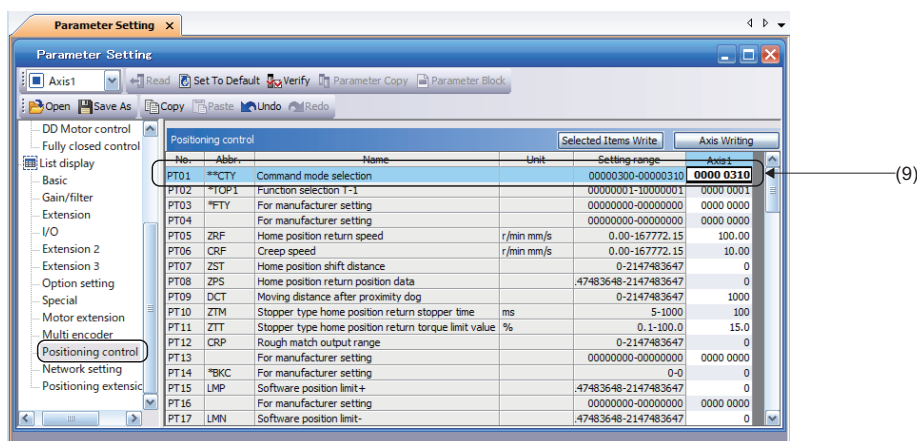 Parameter Setting
Parameter Setting
Axis1 Read Set To Default Verify Parameter Copy Parameter Block
Open Save As Copy Paste Undo Redo
DD Motor control
Fully closed control
List display
Basic
Gain/filter
Extension
I/O
Extension 2
Extension 3
Option setting
Special
Motor extension
Multi encoder
Positioning control
Network setting
Positioning extensic
Positioning control Selected Items Write Axis Writing
No. Abbr. Name Unit Setting range Axis1
PT01 **CTY Command mode selection 00000300-00000310 0000 0310
PT02 *TOP1 Function selection T-1 00000001-10000001 0000 0001
PT03 *FTY For manufacturer setting 00000000-00000000 0000 0000
PT04 For manufacturer setting 00000000-00000000 0000 0000
PT05 ZRF Home position return speed r/min mm/s 0.00-167772.15 100.00
PT06 CRF Creep speed r/min mm/s 0.00-167772.15 10.00
PT07 ZST Home position shift distance 0-2147483647 0
PT08 ZPS Home position return position data .47483648-2147483647 0
PT09 DCT Moving distance after proximity dog 0-2147483647 1000
PT10 ZTM Stopper type home position return stopper time ms 5-1000 100
PT11 ZTT Stopper type home position return torque limit value % 0.1-100.0 15.0
PT12 CRP Rough match output range 0-2147483647 0
PT13 For manufacturer setting 00000000-00000000 0000 0000
PT14 *BKC For manufacturer setting 0-0 0
PT15 LMP Software position limit+ .47483648-2147483647 0
PT16 For manufacturer setting 00000000-00000000 0000 0000
PT17 LMN Software position limit- .47483648-2147483647 0
(9)